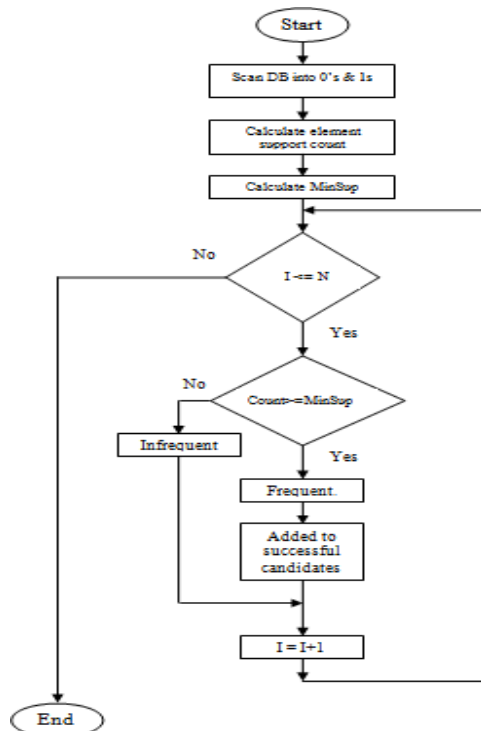 Start
Scan DB into 0's & 1s
Calculate element
support count
Calculate MinSup
No
I <= N
Yes
No
Count>=MinSup
Infrequent
Yes
Frequent.
Added to
successful
candidates
I = I+1
End